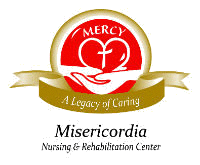 MERCY
A Legacy of Caring
Misericordia
Nursing & Rehabilitation Center